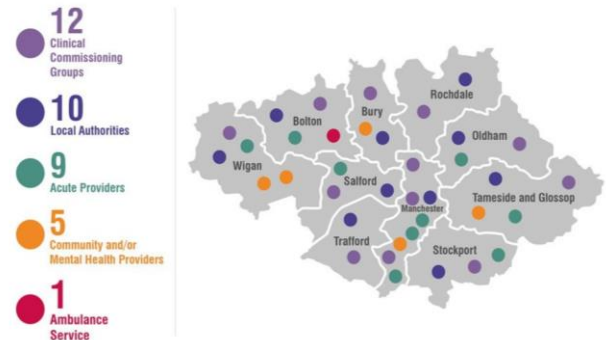 12
Clinical
Commissioning
Groups
10
Local Authorities
9
Acute Providers
5
Community and/or
Mental Health Providers
1
Ambulance
Service
Rochdale
Bury
Bolton
Oldham
Wigan
Salford
Tameside and Glossop
Manchester
Trafford
Stockport